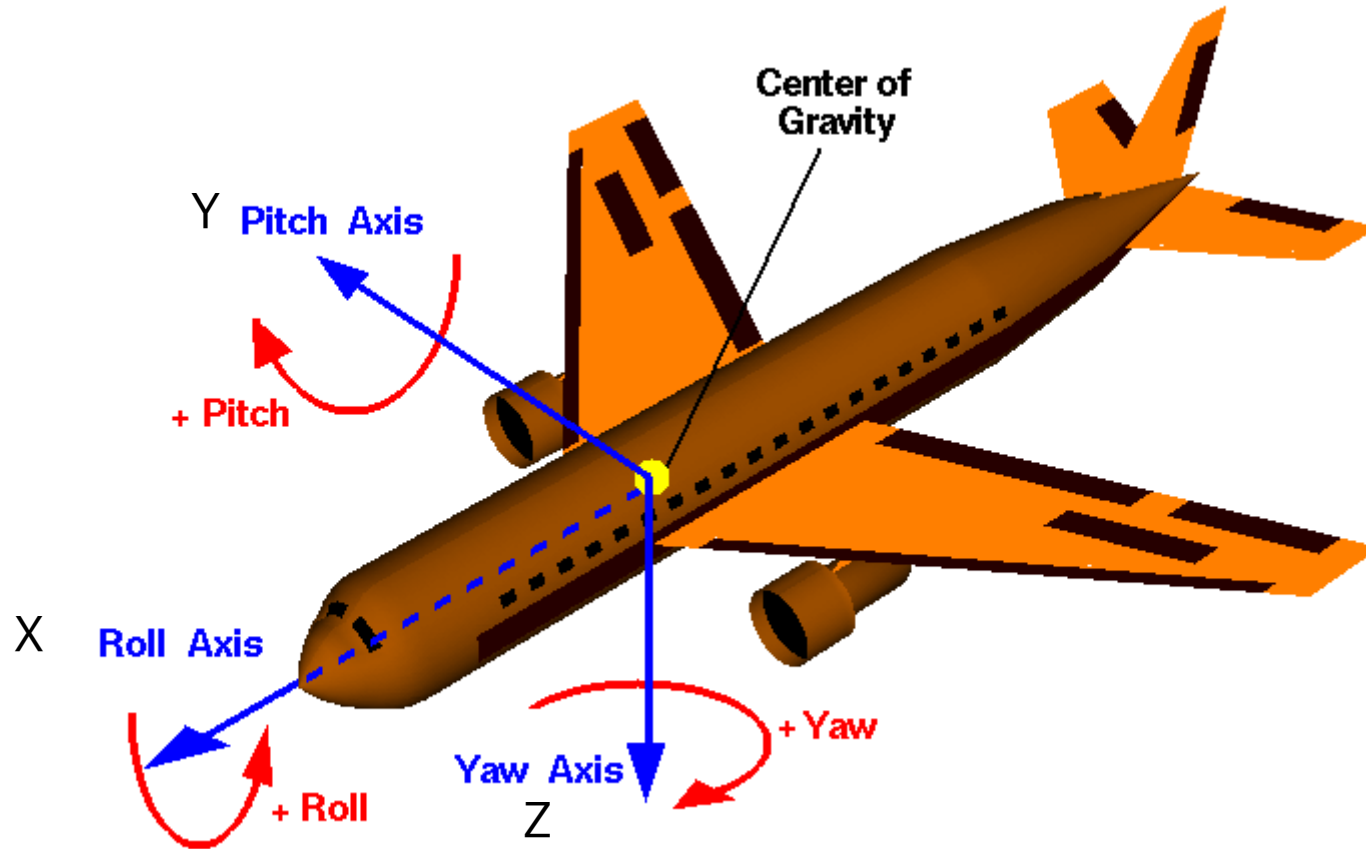 Center of
Gravity
Y
Pitch Axis
+ Pitch
X
Roll Axis
+ Roll
+ Yaw
Yaw Axis
Z